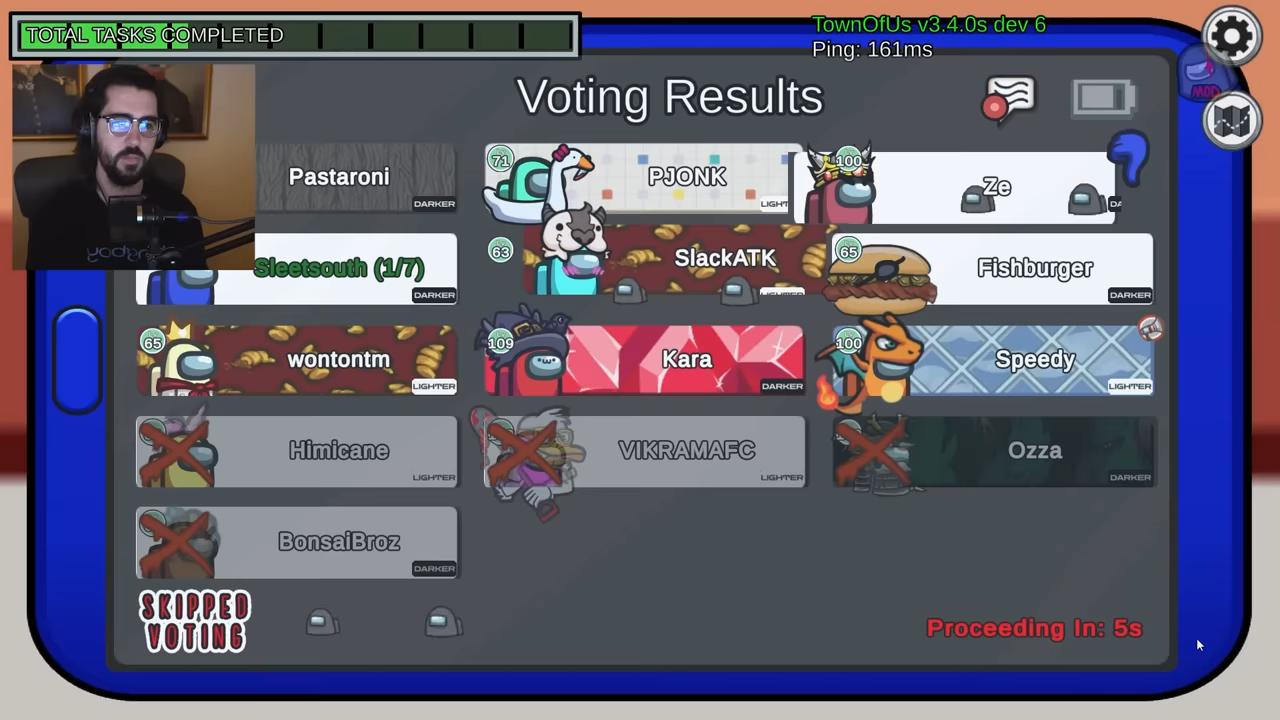 TOTAL TASKS COMPLETED
TownOfUs v3.4.0s dev 6
Ping: 161ms
MOD
Voting Results
Pastaroni
DARKER
71
PJONK
100
Ze
Sleetsouth (1/7)
DARKER
63
SlackATK
LIGHTER
65
Fishburger
DARKER
65
wontontm
LIGHTER
109
Kara
DARKER
100
Speedy
LIGHTER
Himicane
LIGHTER
VIKRAMAFC
LIGHTER
Ozza
DARKER
BonsaiBroz
DARKER
SKIPPED
VOTING
Proceeding In: 5s